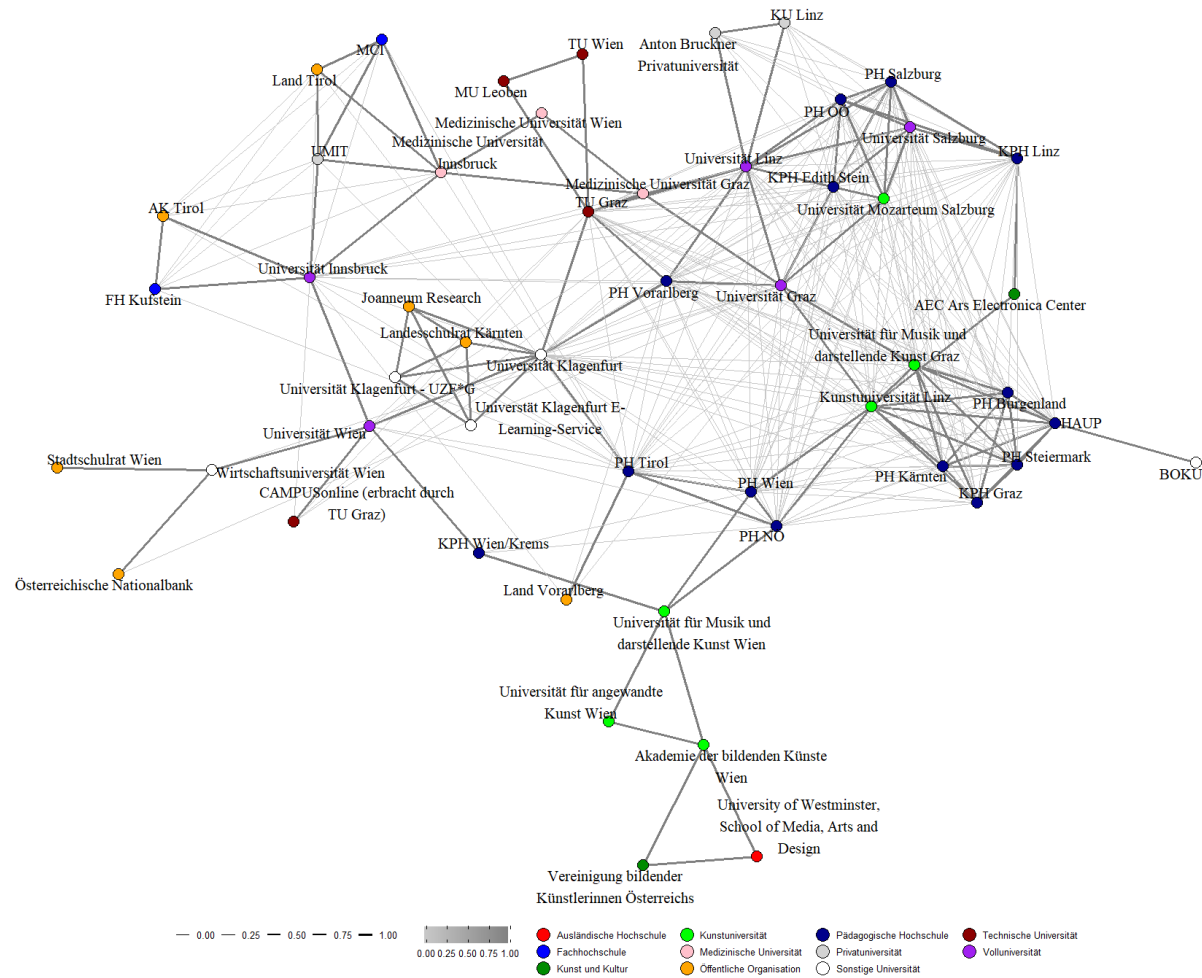 KU Linz
MCI
TU Wien
Anton Bruckner
Privatuniversität
Land Tirol
MU Leoben
PH Salzburg
PH OÖ
Medizinische Universität Wien
Universität Salzburg
UMIT
Medizinische Universität
Innsbruck
Universität Linz
KPH Linz
KPH Edith Stein
Medizinische Universität Graz
TU Graz
Universität Mozarteum Salzburg
AK Tirol
Universität Innsbruck
FH Kufstein
Joanneum Research
PH Vorarlberg
Universität Graz
AEC Ars Electronica Center
Landesschulrat Kärnten
Universität für Musik und
darstellende Kunst Graz
Universität Klagenfurt
Universität Klagenfurt - UZF*G
Kunstuniversität Linz
PH Burgenland
Universtät Klagenfurt E-
Learning-Service
HAUP
Universität Wien
Stadtschulrat Wien
Wirtschaftsuniversität Wien
PH Tirol
PH Wien
PH Kärnten
PH Steiermark
BOKU
CAMPUSonline (erbracht durch
TU Graz)
KPH Graz
PH NÖ
KPH Wien/Krems
Österreichische Nationalbank
Land Vorarlberg
Universität für Musik und
darstellende Kunst Wien
Universität für angewandte
Kunst Wien
Akademie der bildenden Künste
Wien
University of Westminster,
School of Media, Arts and
Design
Vereinigung bildender
Künstlerinnen Österreichs
0.00 0.25 0.50 0.75 1.00
0.00 0.25 0.50 0.75 1.00
Ausländische Hochschule
Fachhochschule
Kunst und Kultur
Kunstuniversität
Medizinische Universität
Öffentliche Organisation
Pädagogische Hochschule
Privatuniversität
Sonstige Universität
Technische Universität
Volluniversität